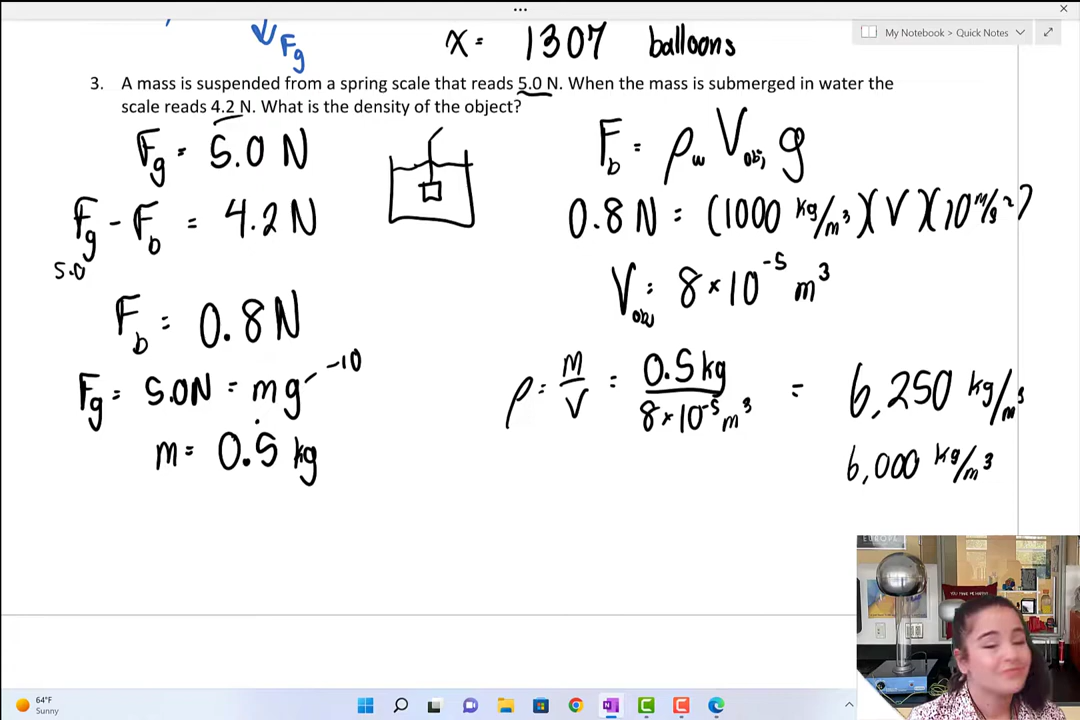 ...
My Notebook > Quick Notes
Fg
x = 1307 balloons
3. A mass is suspended from a spring scale that reads 5.0 N. When the mass is submerged in water the
scale reads 4.2 N. What is the density of the object?
Fg = 5.0 N
Fg - Fb = 4.2 N
5.0
Fb = 0.8 N
Fg = 5.0N = mg -10
m = 0.5 kg
Fb = ρw Vobj g
0.8 N = (1000 kg/m³)(V)(10 m/s²)
Vobj = 8×10⁻⁵ m³
ρ = m/V = 0.5 kg / 8×10⁻⁵ m³ = 6,250 kg/m³
6,000 kg/m³
EUROPA
64°F
Sunny